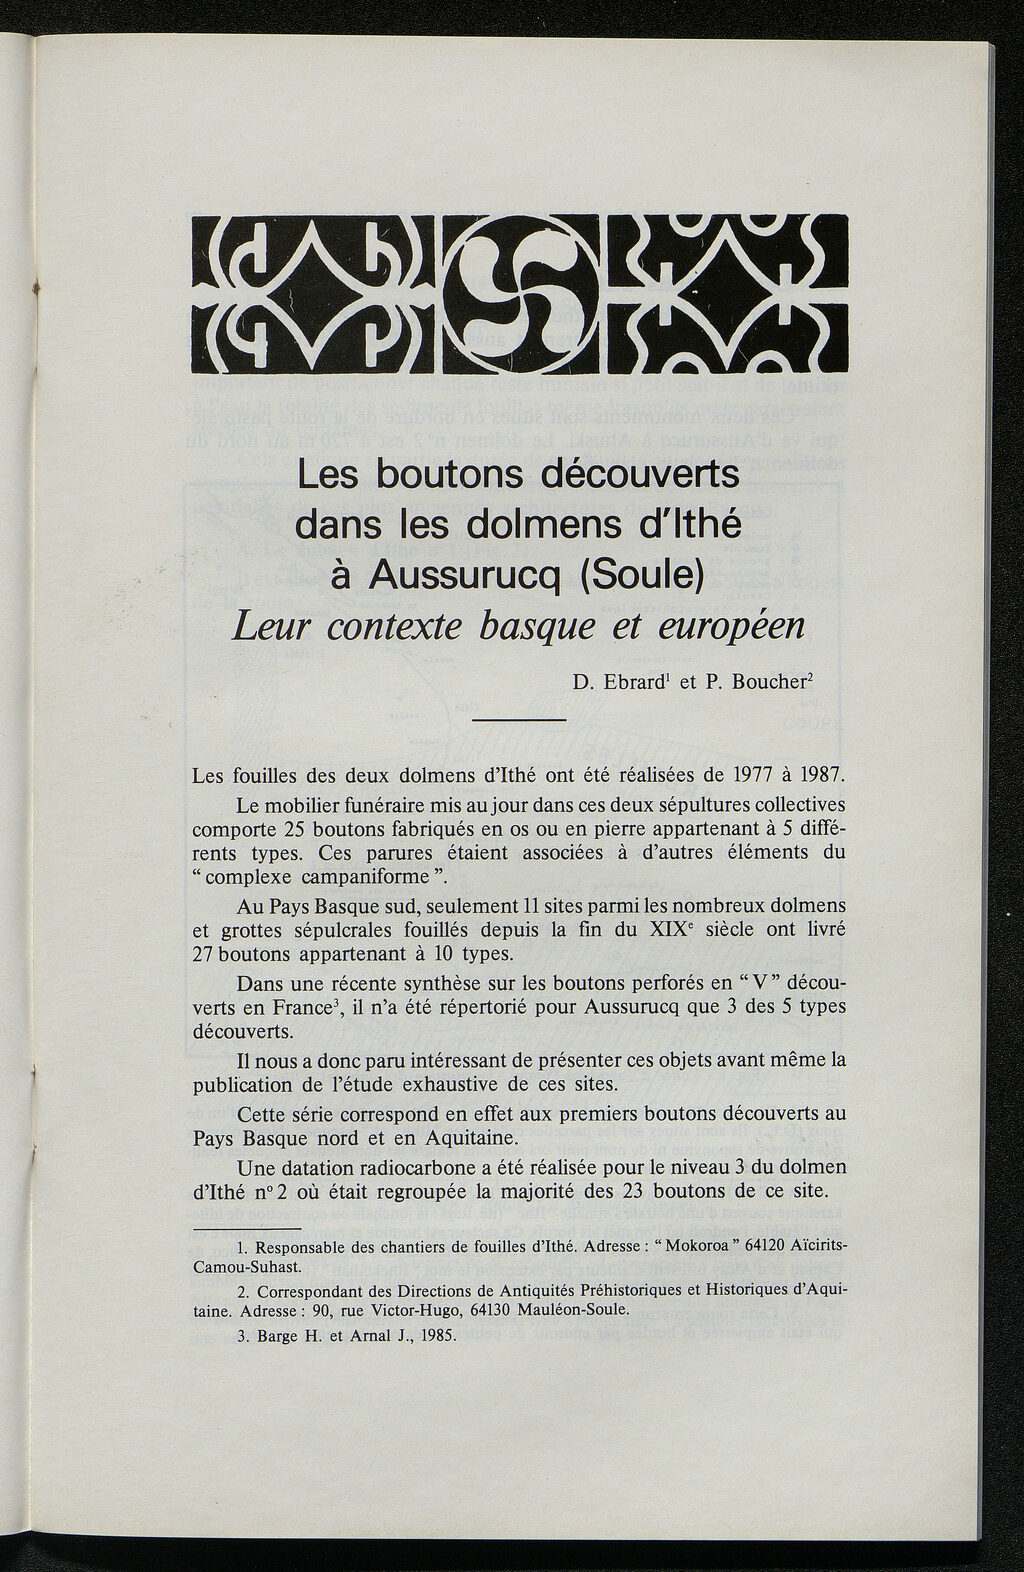 Les boutons découverts
dans les dolmens d'Ithé
à Aussurucq (Soule)
Leur contexte basque et européen
D. Ebrard¹ et P. Boucher²
Les fouilles des deux dolmens d'Ithé ont été réalisées de 1977 à 1987.
Le mobilier funéraire mis au jour dans ces deux sépultures collectives
comporte 25 boutons fabriqués en os ou en pierre appartenant à 5 diffé-
rents types. Ces parures étaient associées à d'autres éléments du
“ complexe campaniforme ”.
Au Pays Basque sud, seulement 11 sites parmi les nombreux dolmens
et grottes sépulcrales fouillés depuis la fin du XIXᵉ siècle ont livré
27 boutons appartenant à 10 types.
Dans une récente synthèse sur les boutons perforés en “ V ” décou-
verts en France³, il n'a été répertorié pour Aussurucq que 3 des 5 types
découverts.
Il nous a donc paru intéressant de présenter ces objets avant même la
publication de l'étude exhaustive de ces sites.
Cette série correspond en effet aux premiers boutons découverts au
Pays Basque nord et en Aquitaine.
Une datation radiocarbone a été réalisée pour le niveau 3 du dolmen
d'Ithé n° 2 où était regroupée la majorité des 23 boutons de ce site.
1. Responsable des chantiers de fouilles d'Ithé. Adresse : “ Mokoroa ” 64120 Aïcirits-
Camou-Suhast.
2. Correspondant des Directions de Antiquités Préhistoriques et Historiques d'Aqui-
taine. Adresse : 90, rue Victor-Hugo, 64130 Mauléon-Soule.
3. Barge H. et Arnal J., 1985.